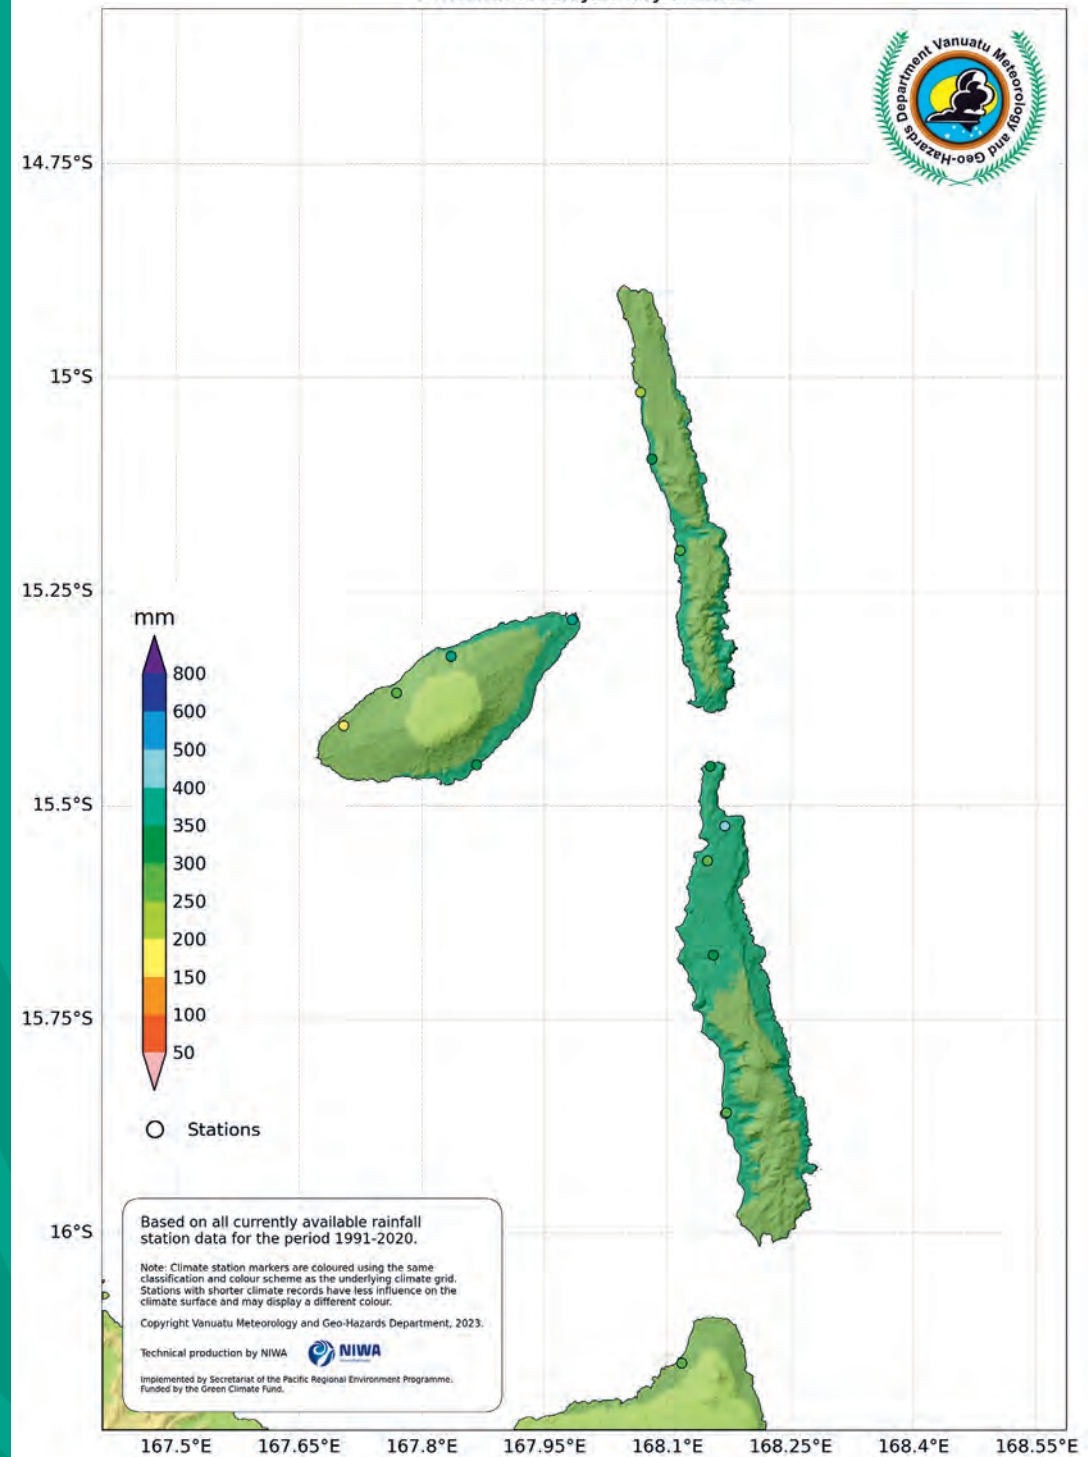 Vanuatu Meteorology and Geo-Hazards Department
14.75°S
15°S
15.25°S
15.5°S
15.75°S
16°S
mm
800
600
500
400
350
300
250
200
150
100
50
Stations
Based on all currently available rainfall
station data for the period 1991-2020.
Note: Climate station markers are coloured using the same
classification and colour scheme as the underlying climate grid.
Stations with shorter climate records have less influence on the
climate surface and may display a different colour.
Copyright Vanuatu Meteorology and Geo-Hazards Department, 2023.
Technical production by NIWA
NIWA
Implemented by Secretariat of the Pacific Regional Environment Programme.
Funded by the Green Climate Fund.
167.5°E 167.65°E 167.8°E 167.95°E 168.1°E 168.25°E 168.4°E 168.55°E